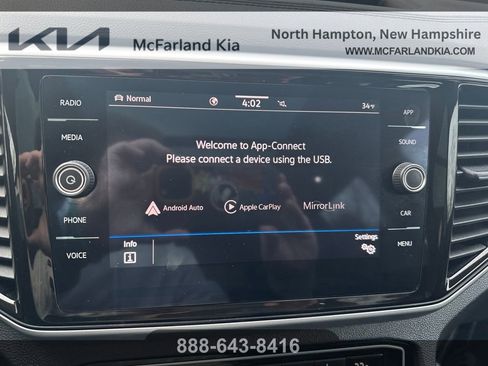 KIA
McFarland Kia
North Hampton, New Hampshire
WWW.MCFARLANDKIA.COM
RADIO
Normal
4:02
34°F
APP
MEDIA
SOUND
Welcome to App-Connect
Please connect a device using the USB.
Android Auto
Apple CarPlay
MirrorLink
PHONE
CAR
Info
Settings
VOICE
MENU
888-643-8416